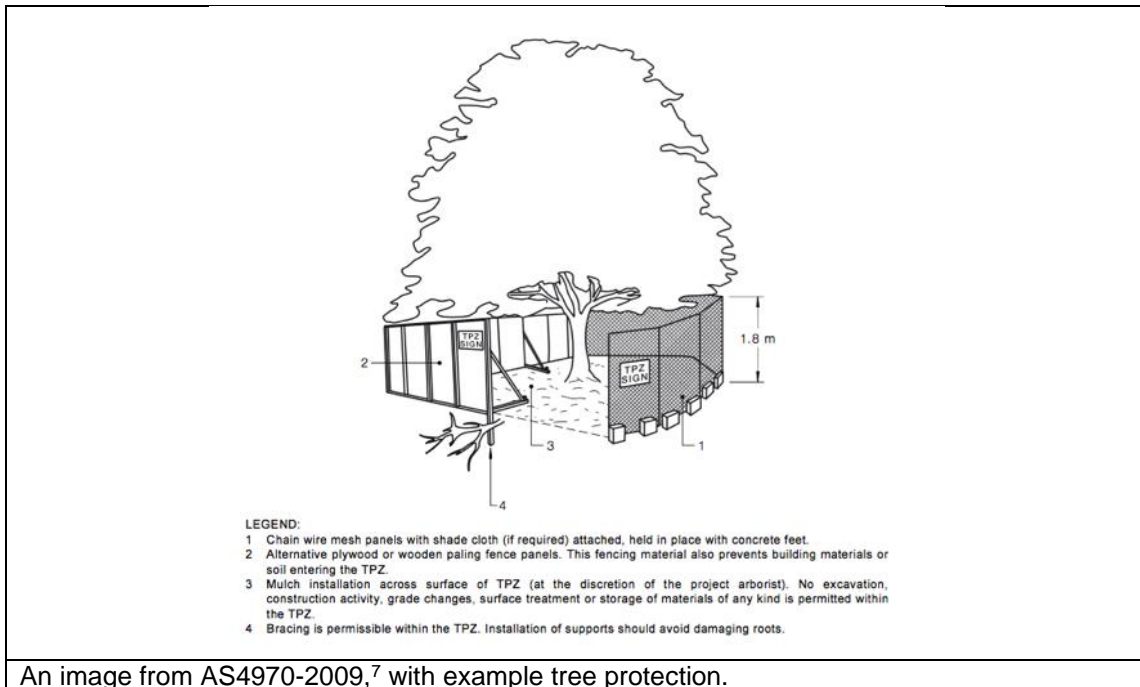 TPZ
SIGN
TPZ
SIGN
1.8 m
2
3
1
4
LEGEND:
1 Chain wire mesh panels with shade cloth (if required) attached, held in place with concrete feet.
2 Alternative plywood or wooden paling fence panels. This fencing material also prevents building materials or
soil entering the TPZ.
3 Mulch installation across surface of TPZ (at the discretion of the project arborist). No excavation,
construction activity, grade changes, surface treatment or storage of materials of any kind is permitted within
the TPZ.
4 Bracing is permissible within the TPZ. Installation of supports should avoid damaging roots.
An image from AS4970-2009,⁷ with example tree protection.